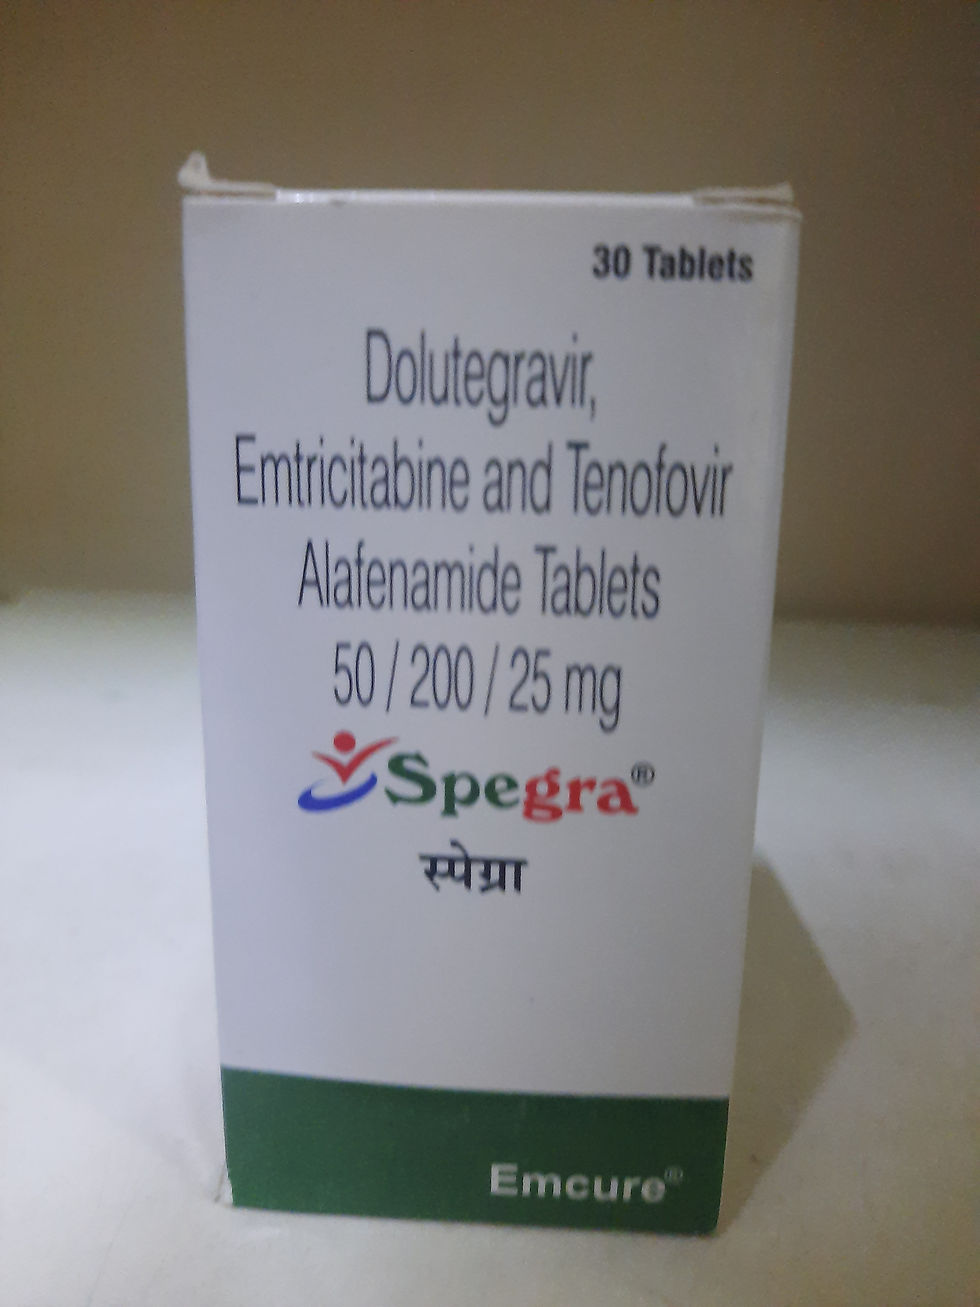 30 Tablets
Dolutegravir,
Emtricitabine and Tenofovir
Alafenamide Tablets
50 / 200 / 25 mg
Spegra®
स्पेग्रा
Emcure®